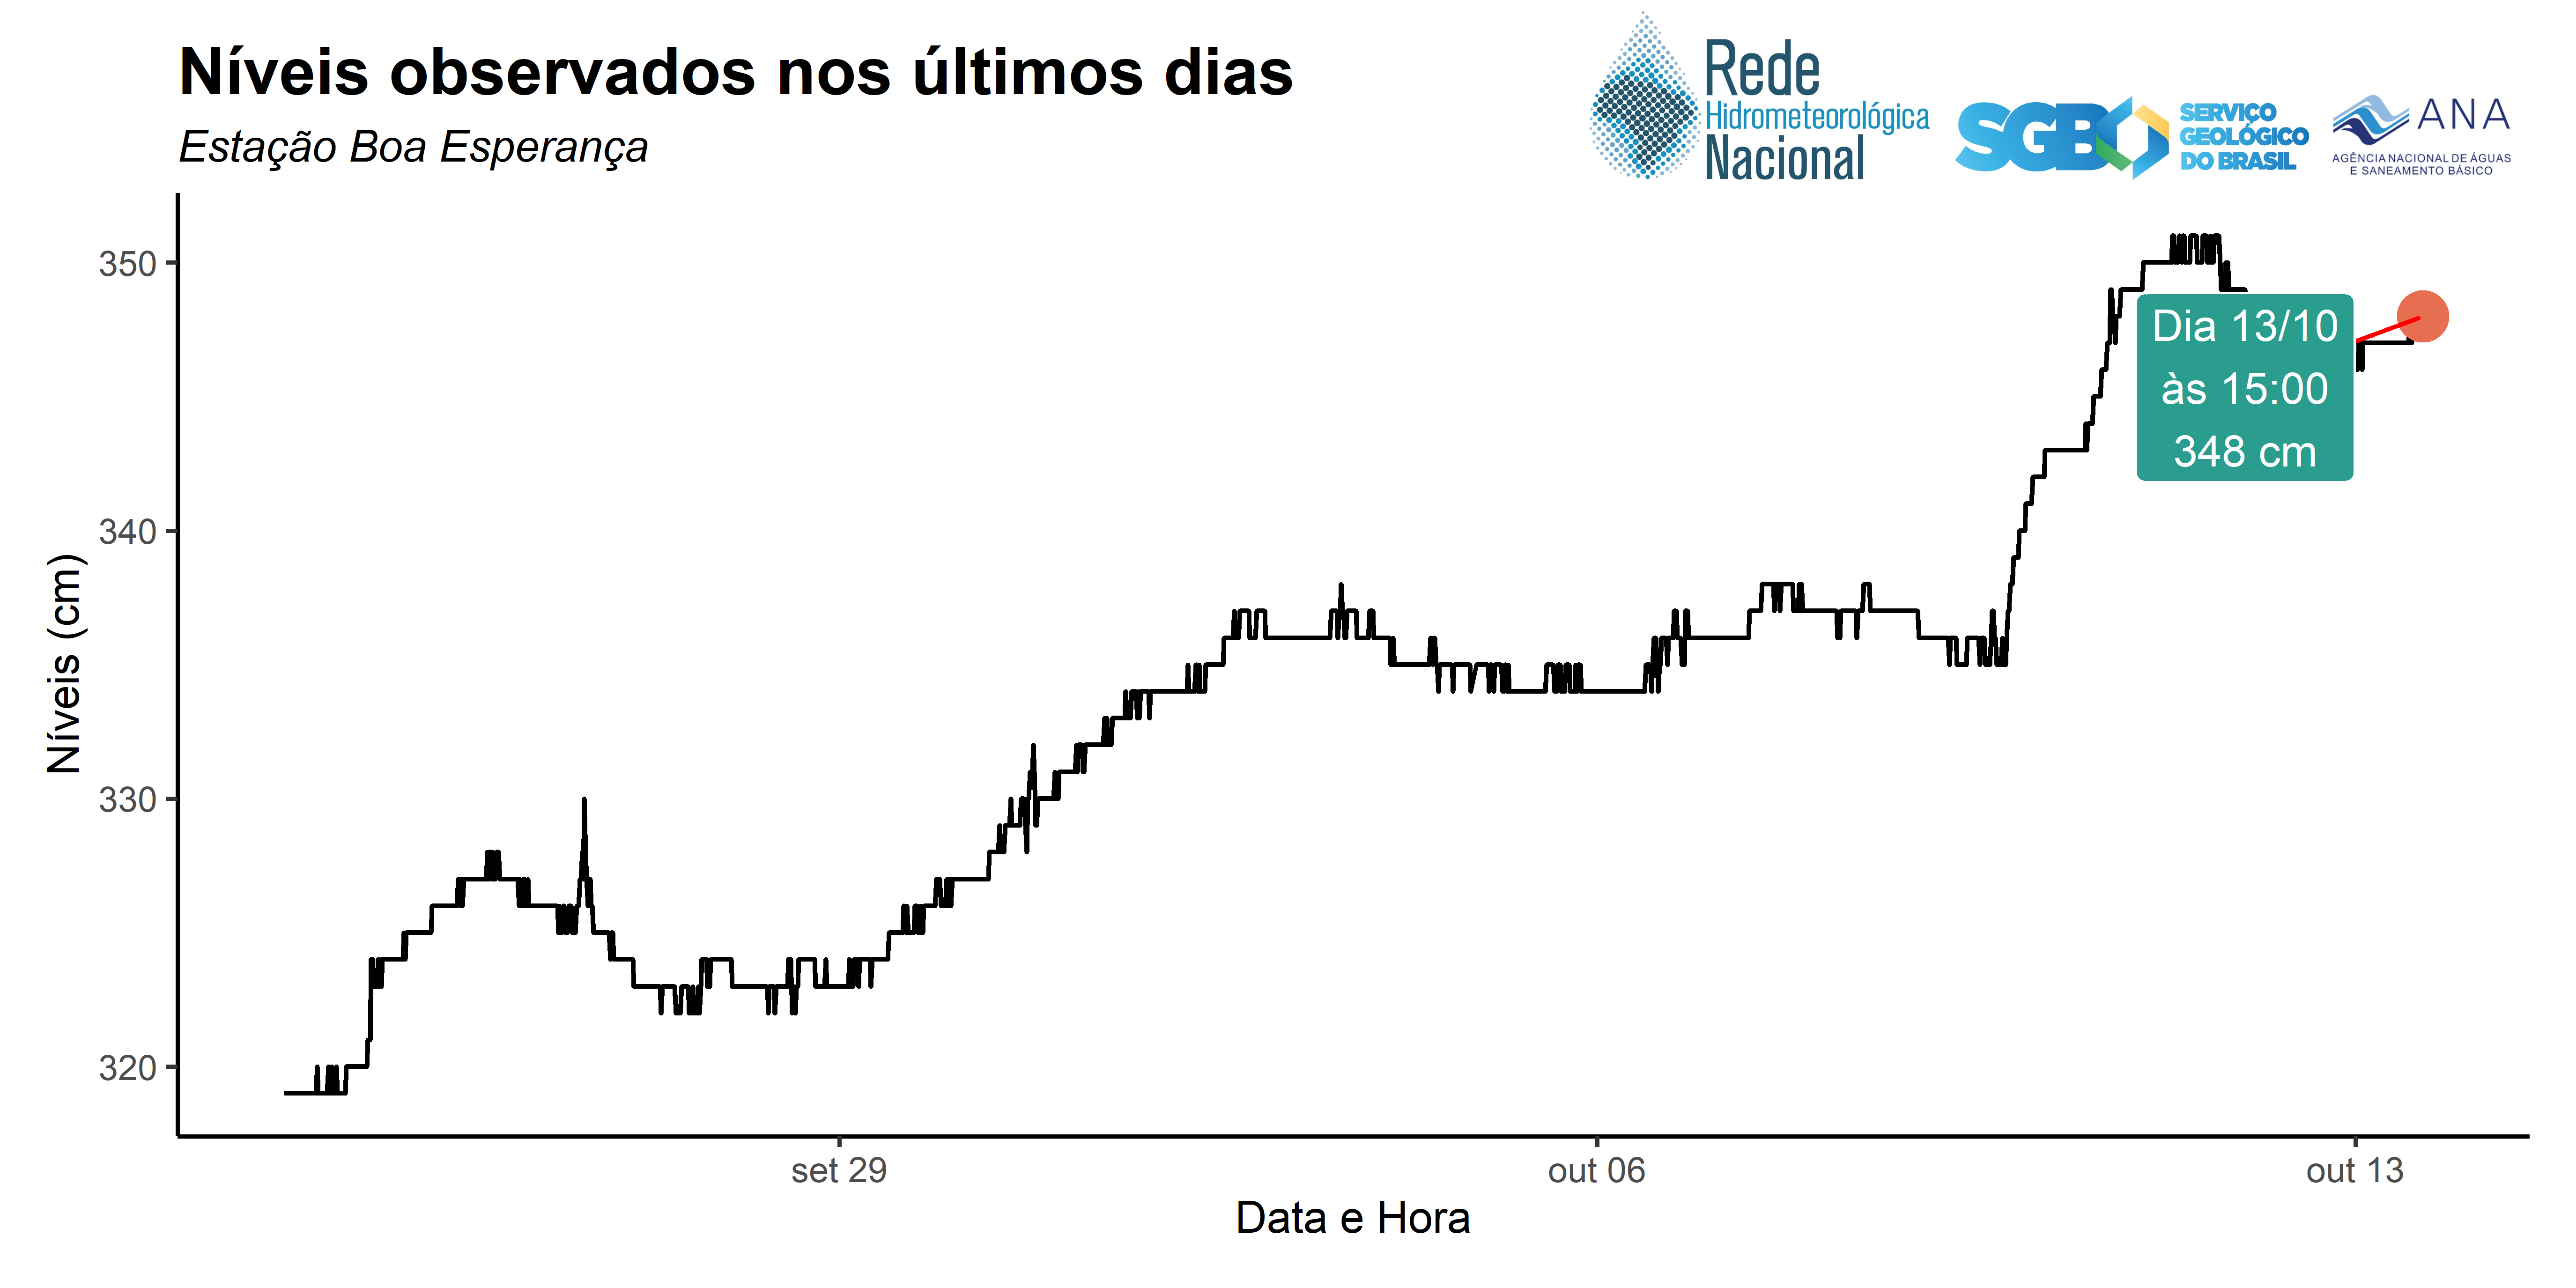 Níveis observados nos últimos dias
Estação Boa Esperança
Rede
Hidrometeorológica
Nacional
SGB
SERVIÇO
GEOLÓGICO
DO BRASIL
ANA
AGÊNCIA NACIONAL DE ÁGUAS
E SANEAMENTO BÁSICO
350
340
330
320
Níveis (cm)
Dia 13/10
às 15:00
348 cm
set 29
out 06
out 13
Data e Hora